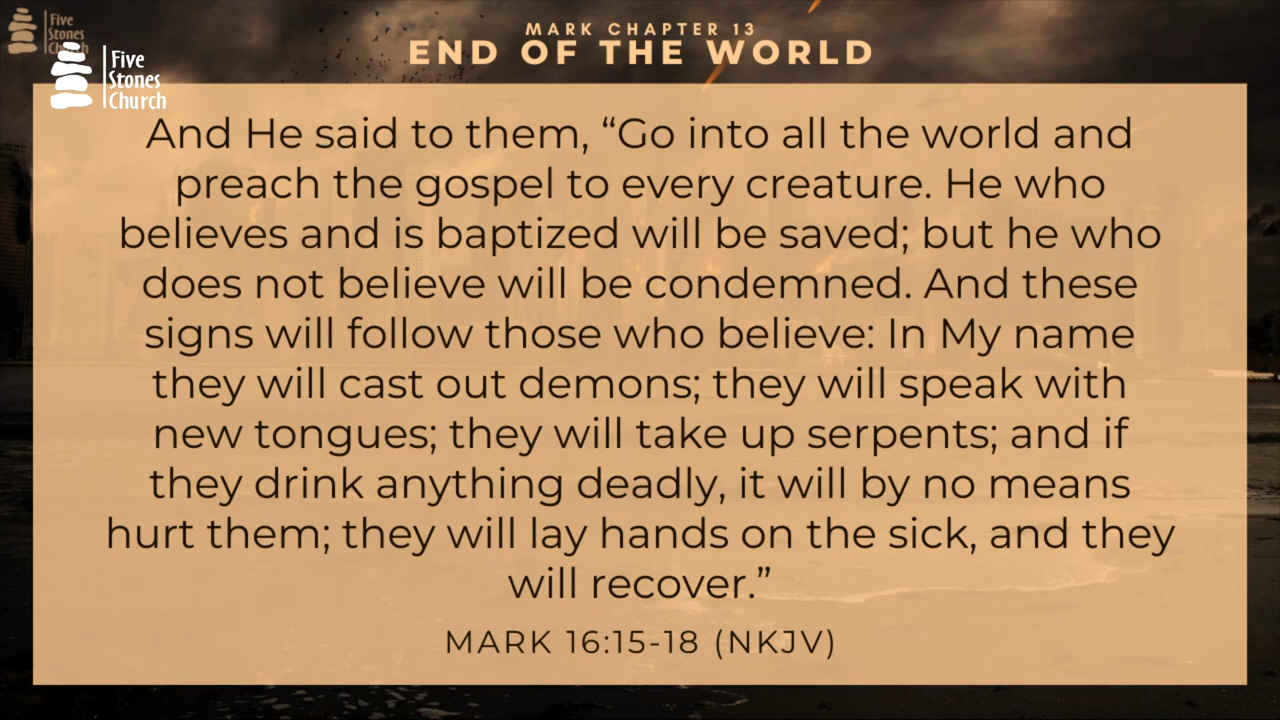 Five
Stones
Church
Five
Stones
Church
MARK CHAPTER 13
END OF THE WORLD
And He said to them, “Go into all the world and
preach the gospel to every creature. He who
believes and is baptized will be saved; but he who
does not believe will be condemned. And these
signs will follow those who believe: In My name
they will cast out demons; they will speak with
new tongues; they will take up serpents; and if
they drink anything deadly, it will by no means
hurt them; they will lay hands on the sick, and they
will recover.”
MARK 16:15-18 (NKJV)